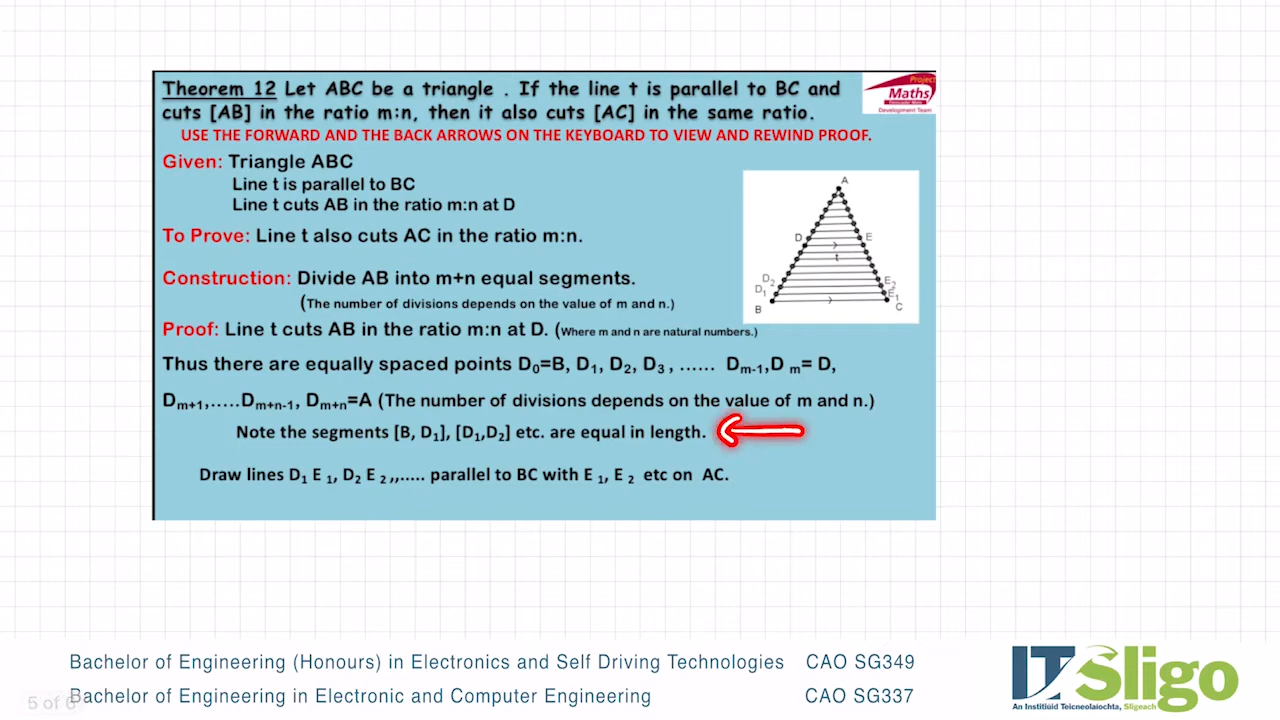 Theorem 12 Let ABC be a triangle . If the line t is parallel to BC and
cuts [AB] in the ratio m:n, then it also cuts [AC] in the same ratio.
Project
Maths
Development Team
USE THE FORWARD AND THE BACK ARROWS ON THE KEYBOARD TO VIEW AND REWIND PROOF.
Given: Triangle ABC
Line t is parallel to BC
Line t cuts AB in the ratio m:n at D
To Prove: Line t also cuts AC in the ratio m:n.
Construction: Divide AB into m+n equal segments.
(The number of divisions depends on the value of m and n.)
A
D
E
t
D2
E2
D1
E1
B
C
Proof: Line t cuts AB in the ratio m:n at D. (Where m and n are natural numbers.)
Thus there are equally spaced points D0=B, D1, D2, D3 , ...... Dm-1,D m= D,
Dm+1,.....Dm+n-1, Dm+n=A (The number of divisions depends on the value of m and n.)
Note the segments [B, D1], [D1,D2] etc. are equal in length.
Draw lines D1 E 1, D2 E 2 ,,..... parallel to BC with E 1, E 2 etc on AC.
Bachelor of Engineering (Honours) in Electronics and Self Driving Technologies CAO SG349
Bachelor of Engineering in Electronic and Computer Engineering CAO SG337
5 of 6
IT Sligo
An Institiúid Teicneolaíochta, Sligeach